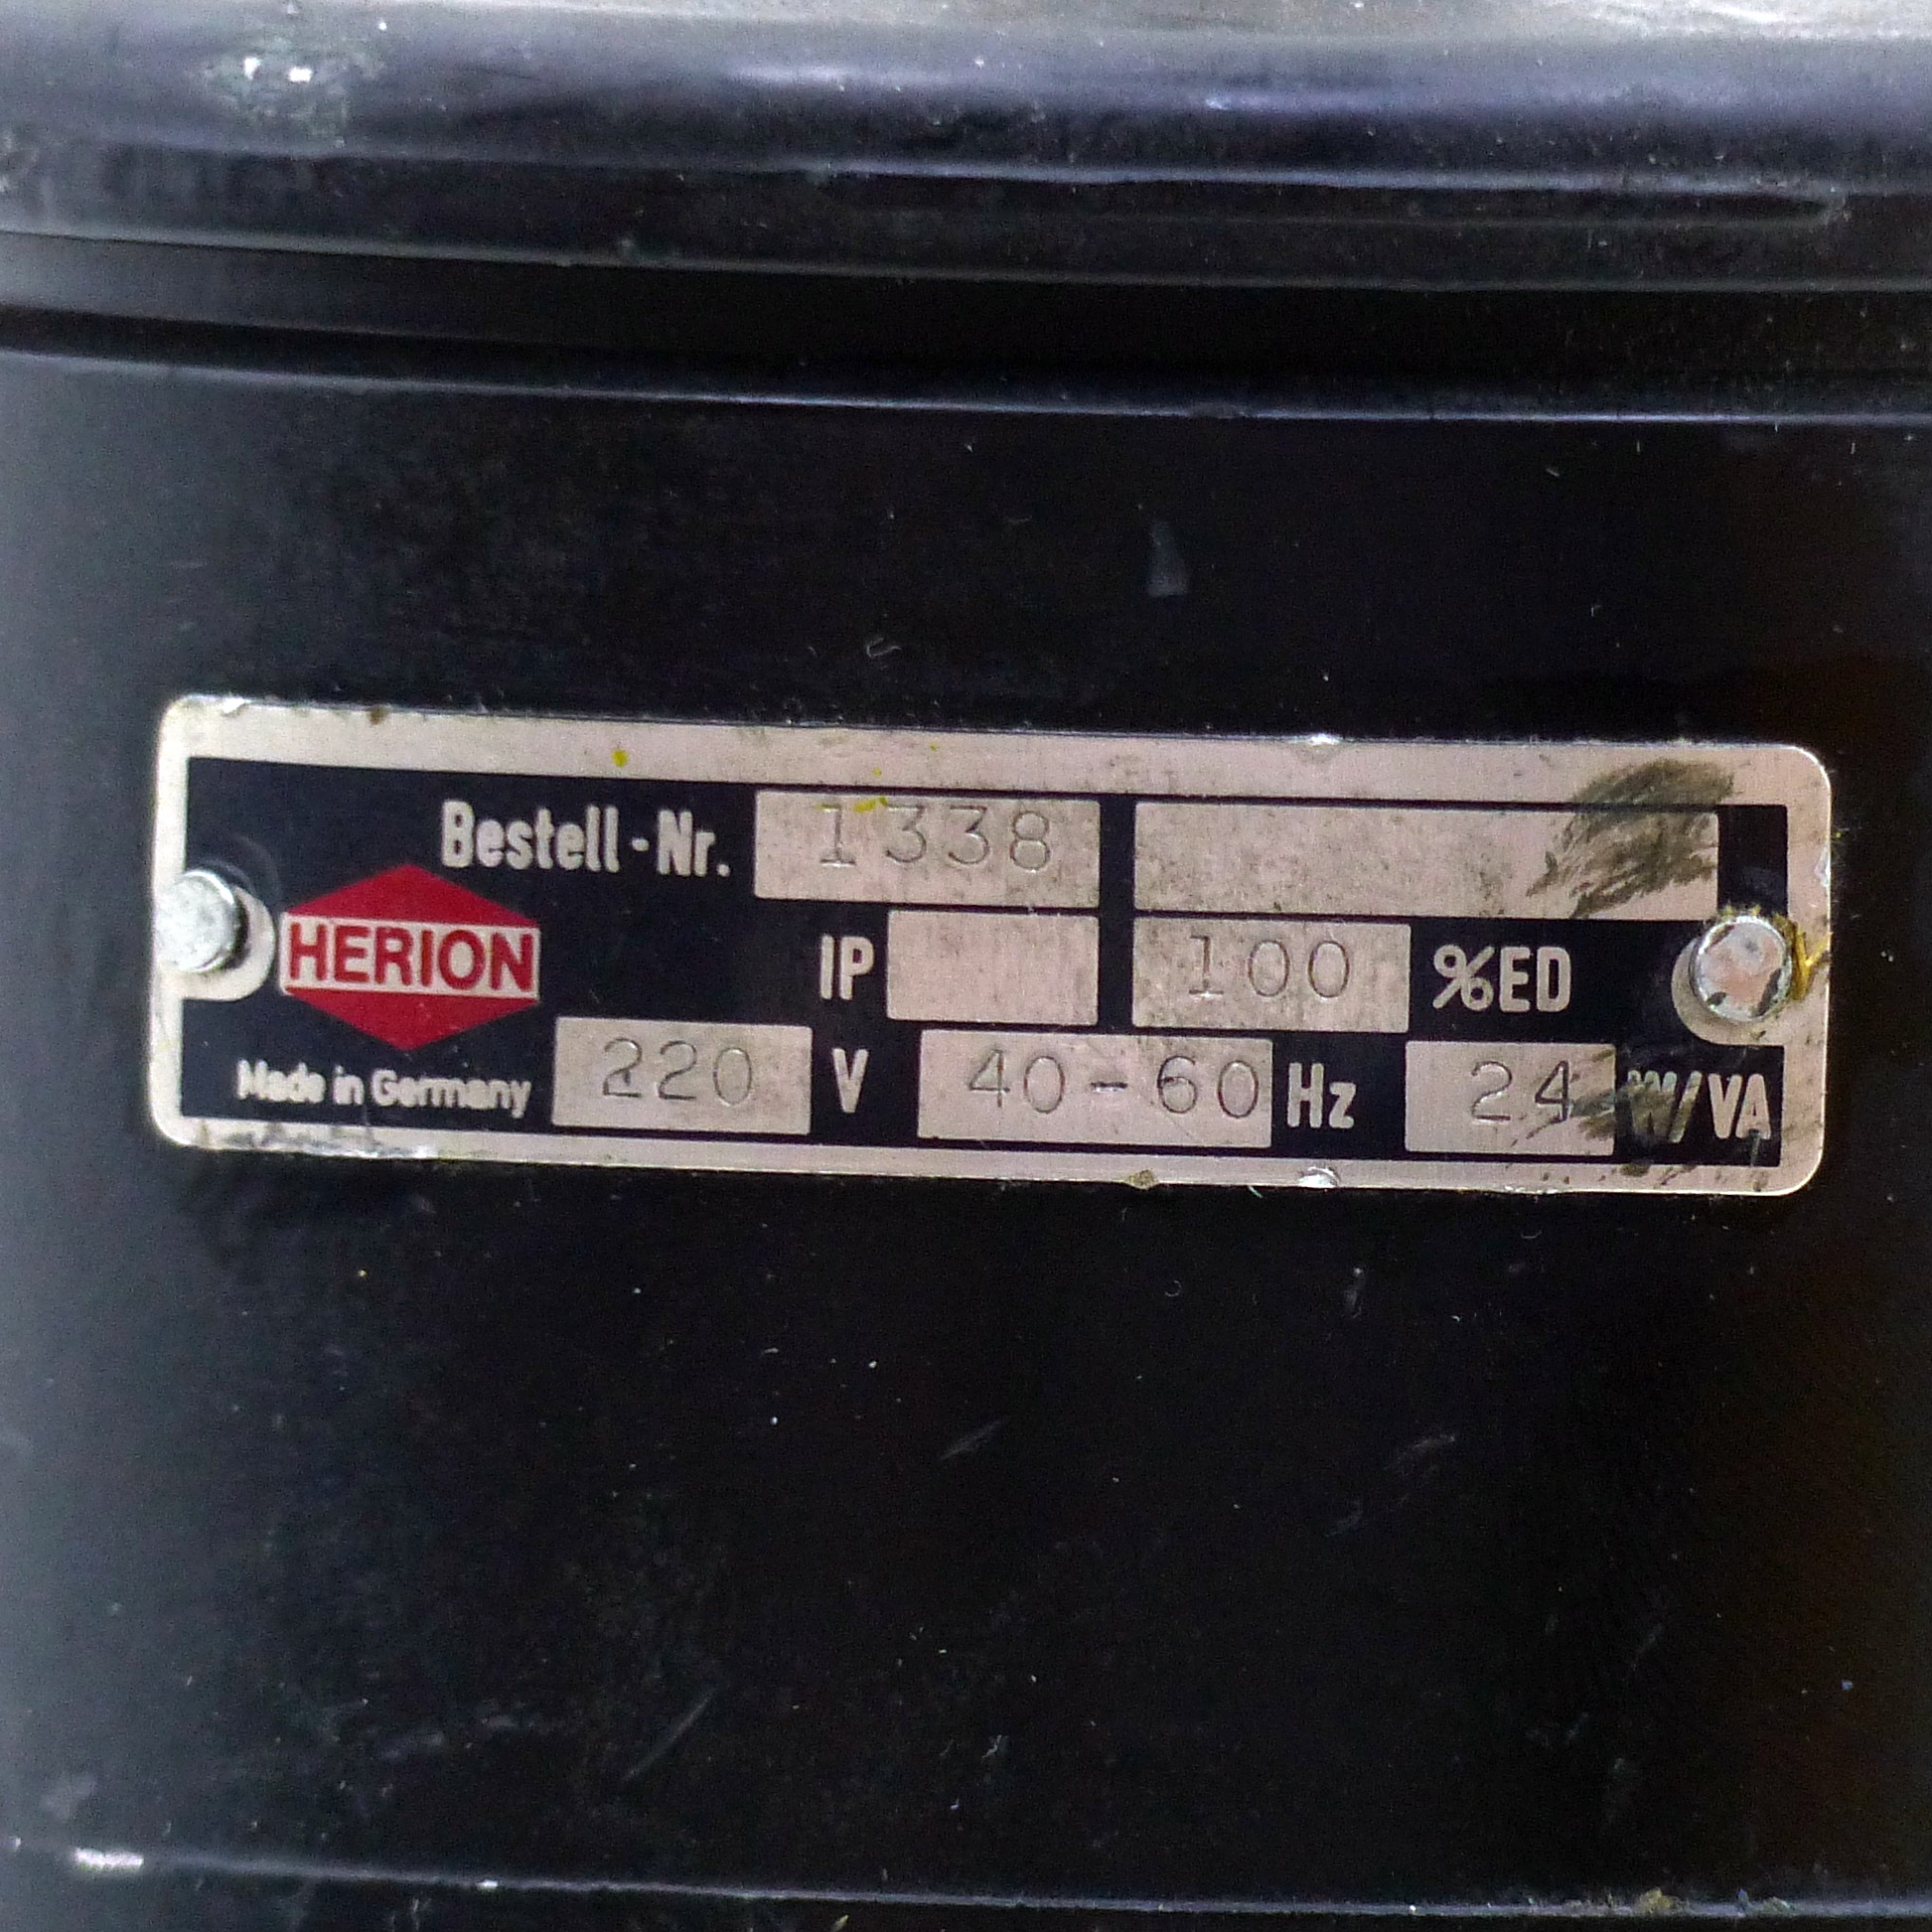 Bestell-Nr. 1338
HERION IP 100 %ED
Made in Germany 220 V 40-60 Hz 24 W/VA